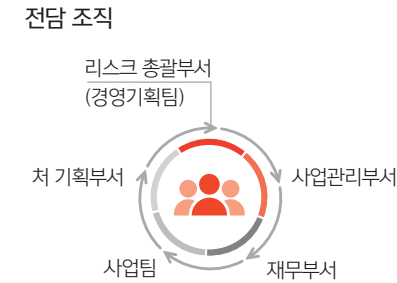 전담 조직
리스크 총괄부서
(경영기획팀)
처 기획부서
사업관리부서
사업팀
재무부서